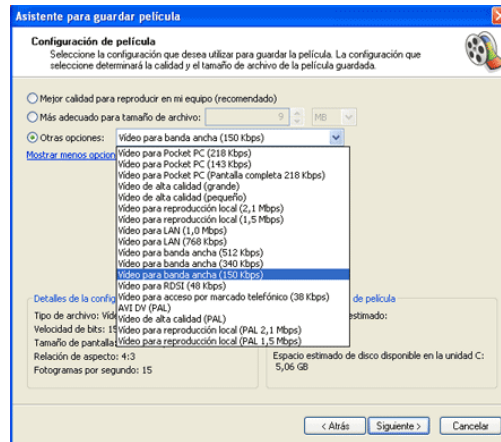 Asistente para guardar película
Configuración de película
Seleccione la configuración que desea utilizar para guardar la película. La configuración que
seleccione determinará la calidad y el tamaño de archivo de la película guardada.
Mejor calidad para reproducir en mi equipo (recomendado)
Más adecuado para tamaño de archivo: 9 MB
Otras opciones: Vídeo para banda ancha (150 Kbps)
Mostrar menos opcion
Vídeo para Pocket PC (218 Kbps)
Vídeo para Pocket PC (143 Kbps)
Vídeo para Pocket PC (Pantalla completa 218 Kbps)
Vídeo de alta calidad (grande)
Vídeo de alta calidad (pequeño)
Vídeo para reproducción local (2,1 Mbps)
Vídeo para reproducción local (1,5 Mbps)
Vídeo para LAN (1,0 Mbps)
Vídeo para LAN (768 Kbps)
Vídeo para banda ancha (512 Kbps)
Vídeo para banda ancha (340 Kbps)
Vídeo para banda ancha (150 Kbps)
Vídeo para RDSI (48 Kbps)
Vídeo para acceso por marcado telefónico (38 Kbps)
AVI DV (PAL)
Vídeo de alta calidad (PAL)
Vídeo para reproducción local (PAL 2,1 Mbps)
Vídeo para reproducción local (PAL 1,5 Mbps)
Detalles de la config
Tipo de archivo: Víd
Velocidad de bits: 15
Tamaño de pantalla:
Relación de aspecto: 4:3
Fotogramas por segundo: 15
de película
estimado:
Espacio estimado de disco disponible en la unidad C:
5,06 GB
< Atrás Siguiente > Cancelar